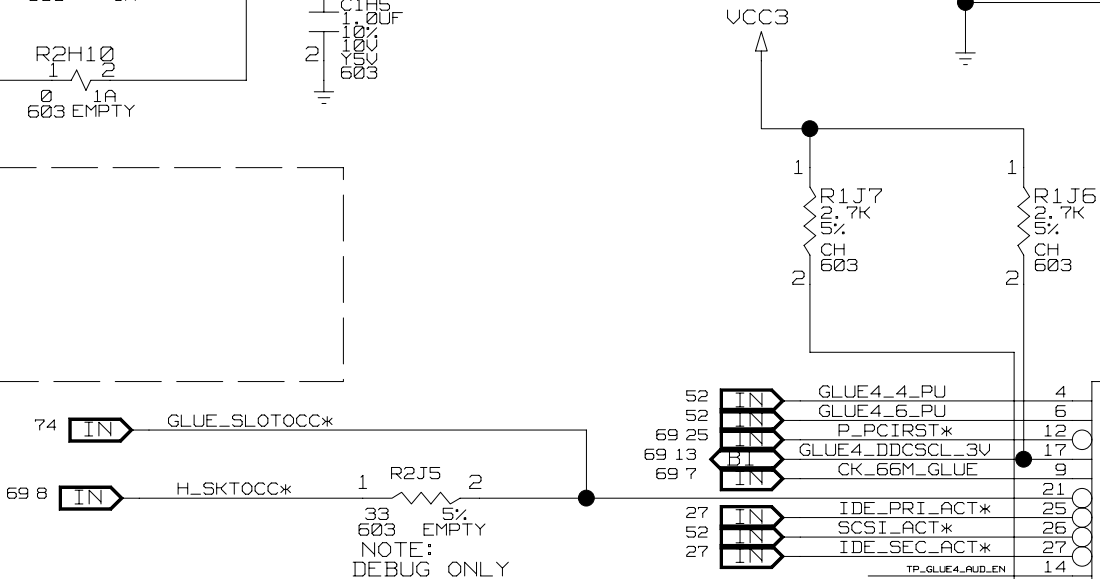 C1H5
1.0UF
10%
10V
Y5V
603
2
R2H10
1 2
0 1A
603 EMPTY
VCC3
1
R1J7
2.7K
5%
CH
603
2
1
R1J6
2.7K
5%
CH
603
2
74 IN GLUE_SLOTOCC*
69 8 IN H_SKTOCC*
R2J5
1 2
33 5%
603 EMPTY
NOTE:
DEBUG ONLY
52 IN GLUE4_4_PU 4
52 IN GLUE4_6_PU 6
69 25 IN P_PCIRST* 12
69 13 BI GLUE4_DDCSCL_3V 17
69 7 IN CK_66M_GLUE 9
21
27 IN IDE_PRI_ACT* 25
52 IN SCSI_ACT* 26
27 IN IDE_SEC_ACT* 27
TP_GLUE4_AUD_EN 14